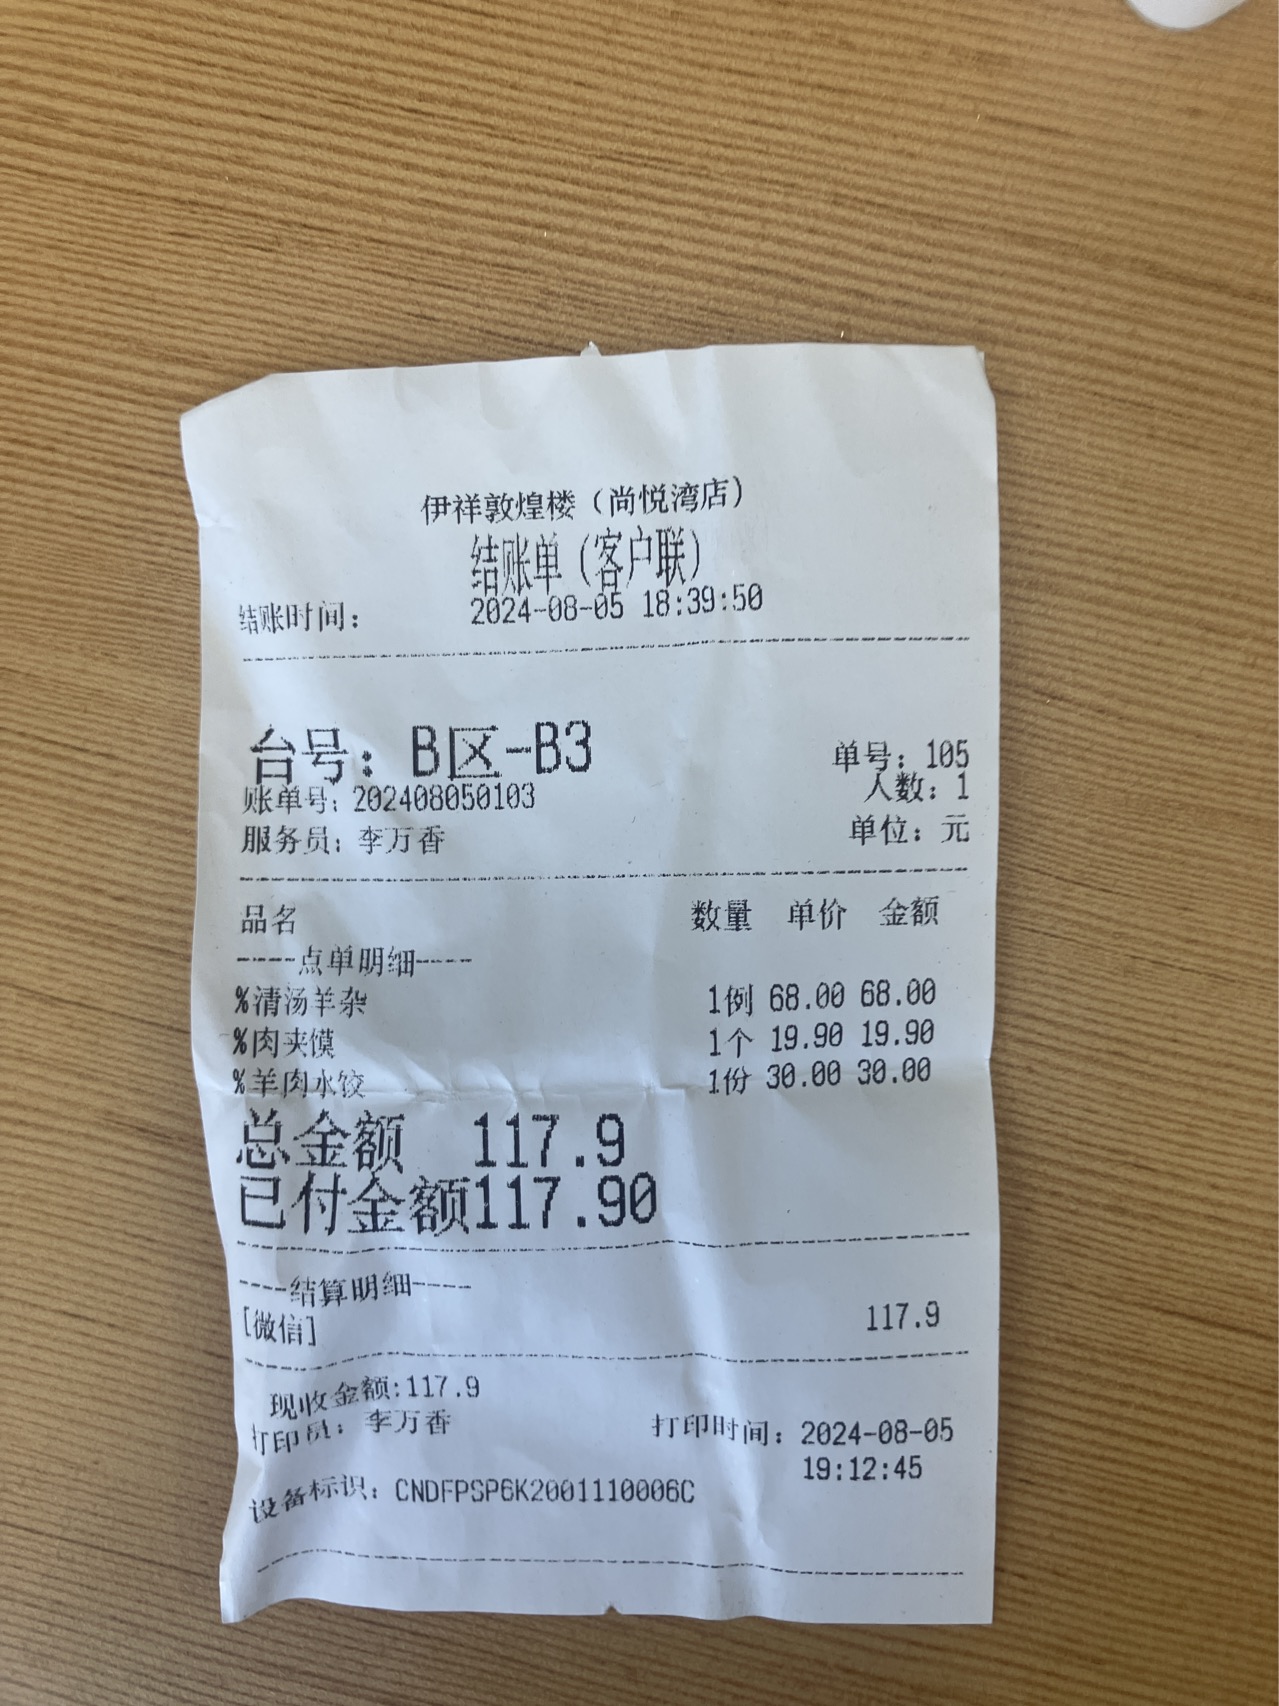 伊祥敦煌楼（尚悦湾店）
结账单（客户联）
结账时间： 2024-08-05 18:39:50
台号：B区-B3 单号：105
账单号：202408050103 人数：1
服务员：李万香 单位：元
品名 数量 单价 金额
----点单明细----
%清汤羊杂 1例 68.00 68.00
%肉夹馍 1个 19.90 19.90
%羊肉水饺 1份 30.00 30.00
总金额 117.9
已付金额117.90
----结算明细----
[微信] 117.9
现收金额:117.9
打印员：李万香 打印时间：2024-08-05
19:12:45
设备标识：CNDFPSP6K2001110006C